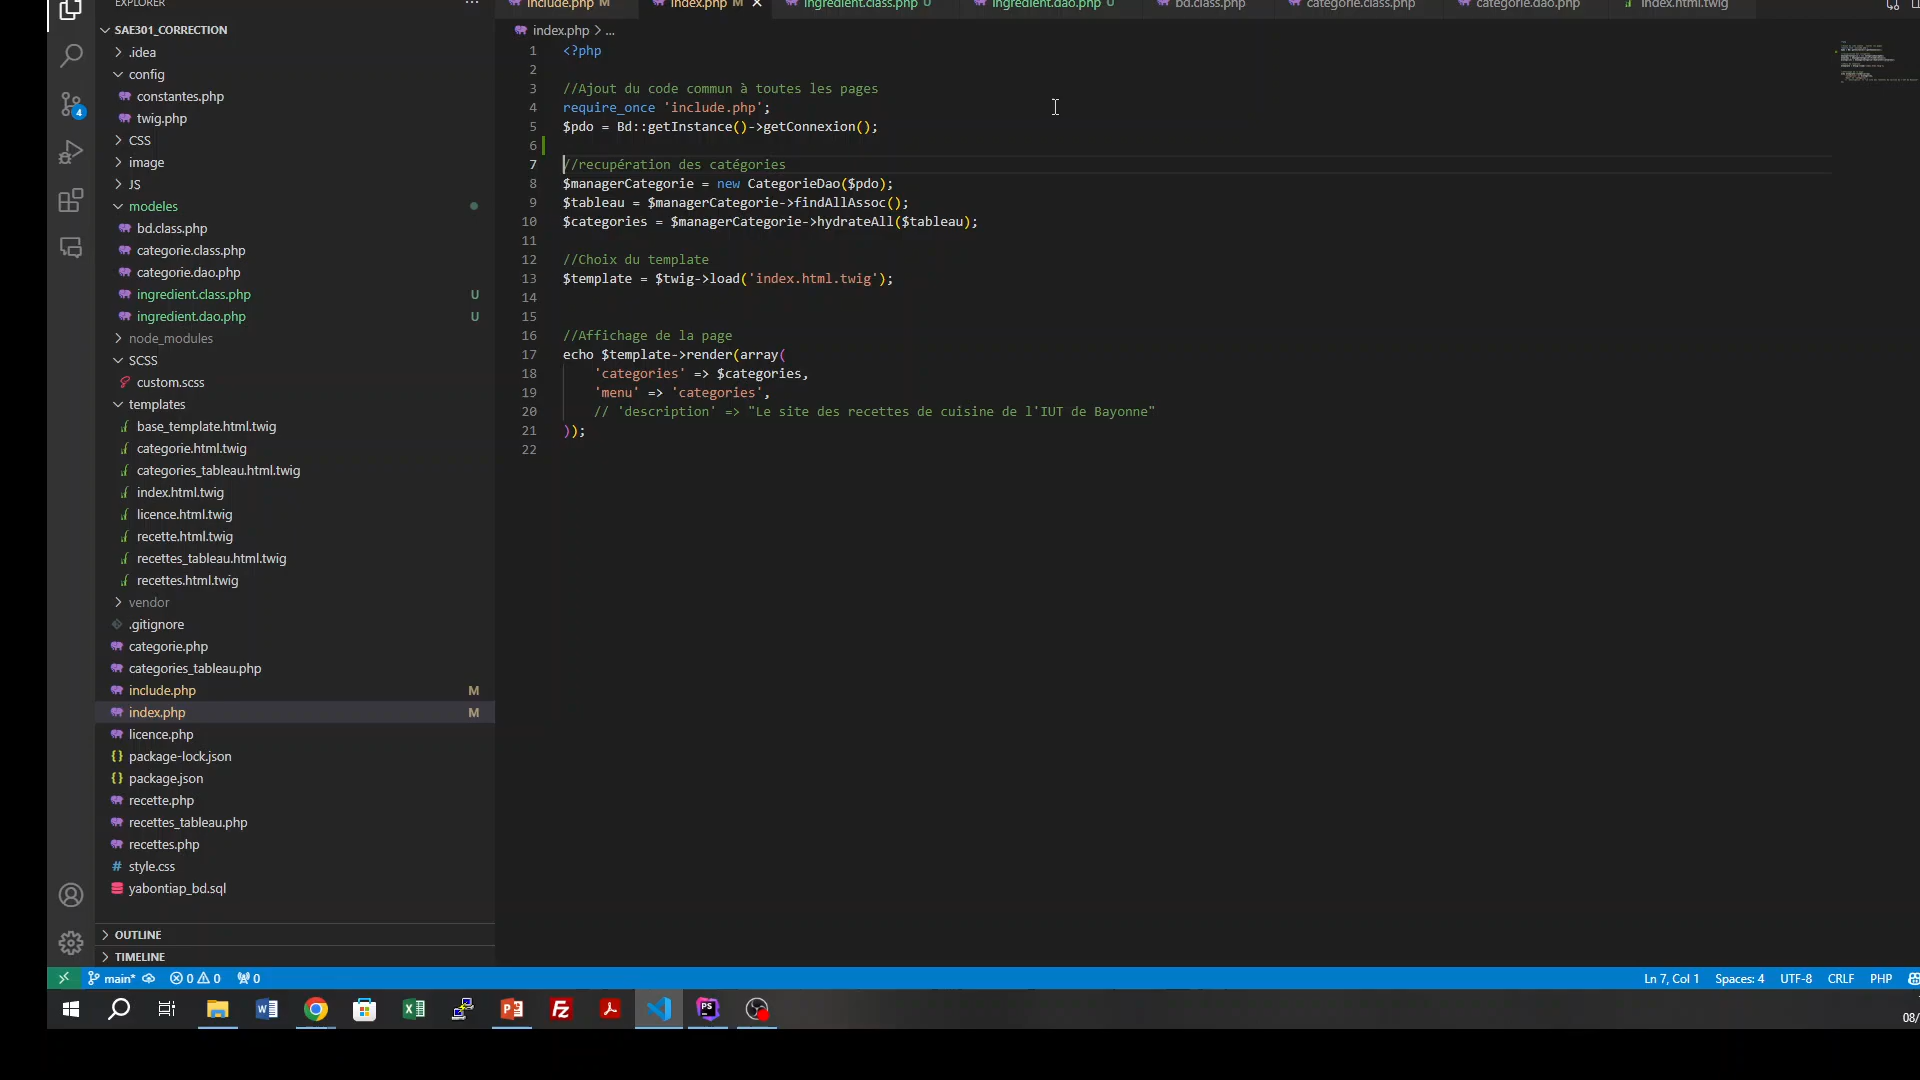 EXPLORER
include.php M
index.php M
ingredient.class.php U
ingredient.dao.php U
bd.class.php
categorie.class.php
categorie.dao.php
index.html.twig
SAE301_CORRECTION
.idea
config
constantes.php
twig.php
CSS
image
JS
modeles
bd.class.php
categorie.class.php
categorie.dao.php
ingredient.class.php U
ingredient.dao.php U
node_modules
SCSS
custom.scss
templates
base_template.html.twig
categorie.html.twig
categories_tableau.html.twig
index.html.twig
licence.html.twig
recette.html.twig
recettes_tableau.html.twig
recettes.html.twig
vendor
.gitignore
categorie.php
categories_tableau.php
include.php M
index.php M
licence.php
package-lock.json
package.json
recette.php
recettes_tableau.php
recettes.php
style.css
yabontiap_bd.sql
OUTLINE
TIMELINE
4
index.php > ...
1 <?php
2
3 //Ajout du code commun à toutes les pages
4 require_once 'include.php';
5 $pdo = Bd::getInstance()->getConnexion();
6
7 //recupération des catégories
8 $managerCategorie = new CategorieDao($pdo);
9 $tableau = $managerCategorie->findAllAssoc();
10 $categories = $managerCategorie->hydrateAll($tableau);
11
12 //Choix du template
13 $template = $twig->load('index.html.twig');
14
15
16 //Affichage de la page
17 echo $template->render(array(
18 'categories' => $categories,
19 'menu' => 'categories',
20 // 'description' => "Le site des recettes de cuisine de l'IUT de Bayonne"
21 ));
22
main* 0 0 0
Ln 7, Col 1 Spaces: 4 UTF-8 CRLF PHP
08/